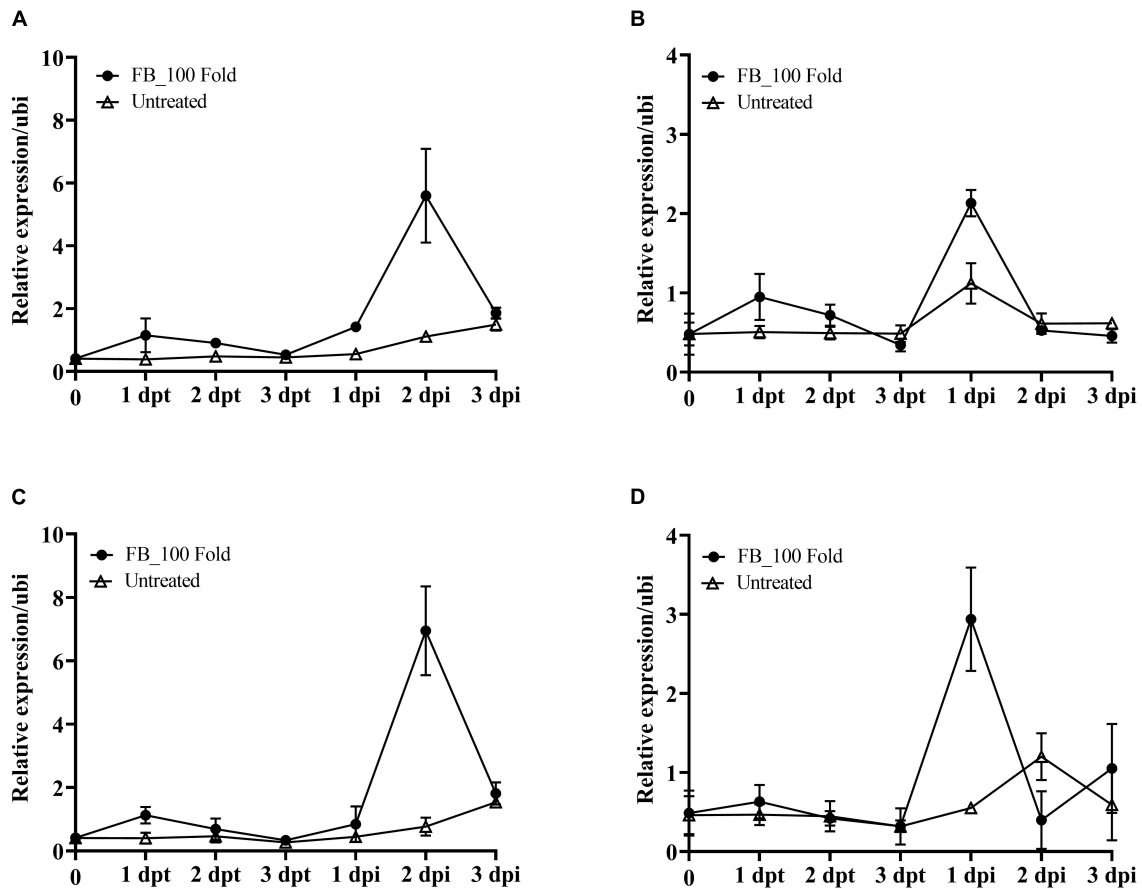 A
Relative expression/ubi
10
8
6
4
2
0
FB_100 Fold
Untreated
0 1 dpt 2 dpt 3 dpt 1 dpi 2 dpi 3 dpi
B
Relative expression/ubi
4
3
2
1
0
FB_100 Fold
Untreated
0 1 dpt 2 dpt 3 dpt 1 dpi 2 dpi 3 dpi
C
Relative expression/ubi
10
8
6
4
2
0
FB_100 Fold
Untreated
0 1 dpt 2 dpt 3 dpt 1 dpi 2 dpi 3 dpi
D
Relative expression/ubi
4
3
2
1
0
FB_100 Fold
Untreated
0 1 dpt 2 dpt 3 dpt 1 dpi 2 dpi 3 dpi